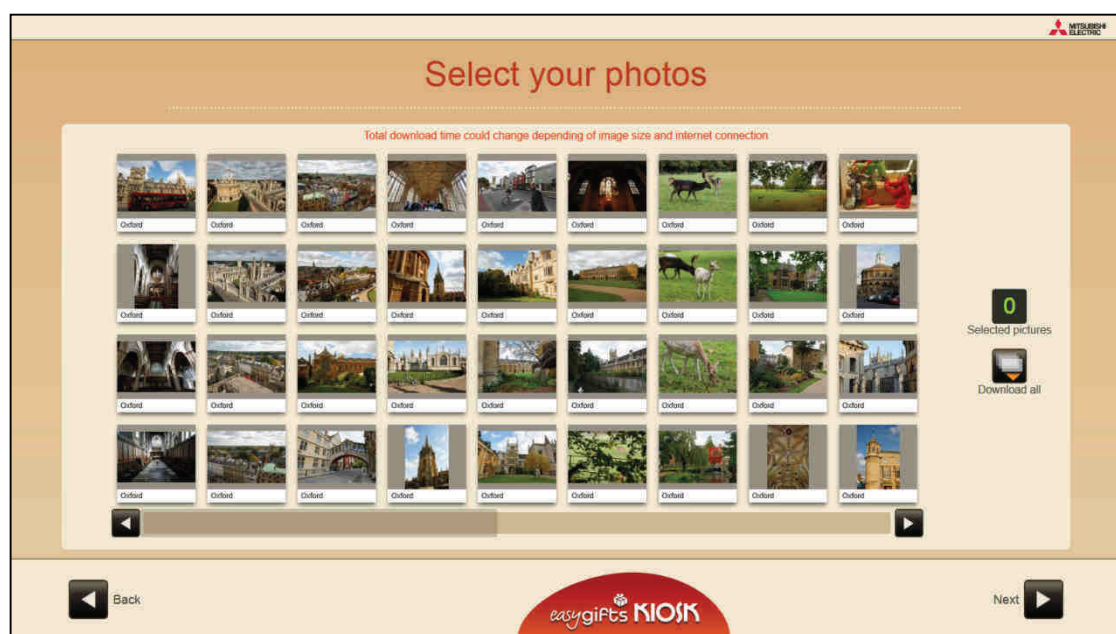 MITSUBISHI
ELECTRIC
Select your photos
Total download time could change depending of image size and internet connection
Oxford Oxford Oxford Oxford Oxford Oxford Oxford Oxford Oxford
Oxford Oxford Oxford Oxford Oxford Oxford Oxford Oxford Oxford
0
Selected pictures
Oxford Oxford Oxford Oxford Oxford Oxford Oxford Oxford Oxford
Download all
Oxford Oxford Oxford Oxford Oxford Oxford Oxford Oxford Oxford
Back
easygifts KIOSK
Next